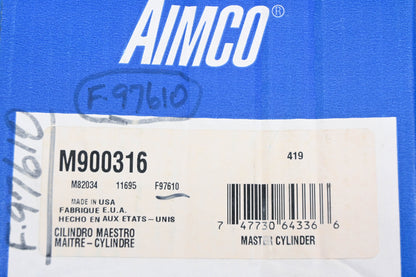 AIMCO®
F.97610
F.97610
M900316
419
M82034 11695 F97610
MADE IN USA
FABRIQUE E.U.A.
HECHO EN AUX ETATS-UNIS
CILINDRO MAESTRO
MAITRE-CYLINDRE
7 47730 64336 6
MASTER CYLINDER